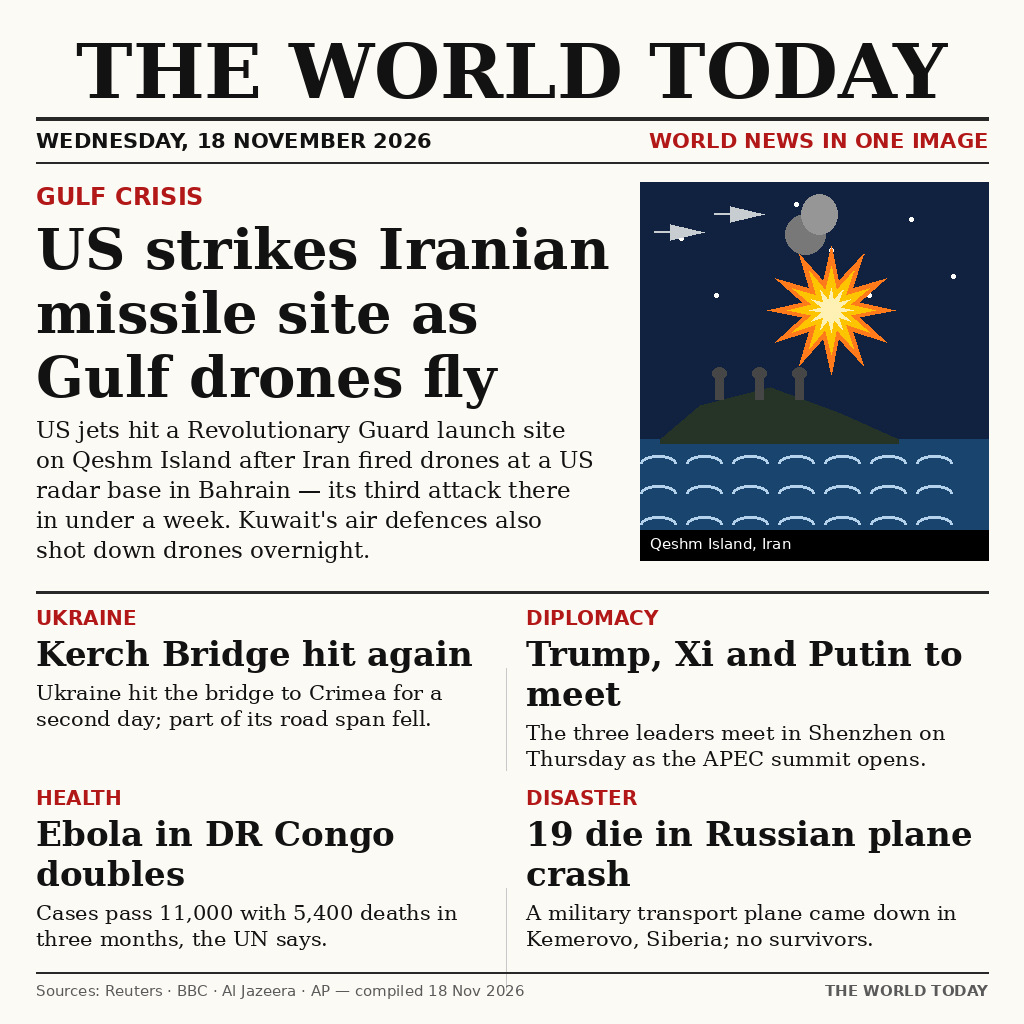 THE WORLD TODAY
WEDNESDAY, 18 NOVEMBER 2026
WORLD NEWS IN ONE IMAGE
GULF CRISIS
US strikes Iranian
missile site as
Gulf drones fly
US jets hit a Revolutionary Guard launch site
on Qeshm Island after Iran fired drones at a US
radar base in Bahrain — its third attack there
in under a week. Kuwait's air defences also
shot down drones overnight.
Qeshm Island, Iran
UKRAINE
Kerch Bridge hit again
Ukraine hit the bridge to Crimea for a
second day; part of its road span fell.
DIPLOMACY
Trump, Xi and Putin to
meet
The three leaders meet in Shenzhen on
Thursday as the APEC summit opens.
HEALTH
Ebola in DR Congo
doubles
Cases pass 11,000 with 5,400 deaths in
three months, the UN says.
DISASTER
19 die in Russian plane
crash
A military transport plane came down in
Kemerovo, Siberia; no survivors.
Sources: Reuters · BBC · Al Jazeera · AP — compiled 18 Nov 2026
THE WORLD TODAY